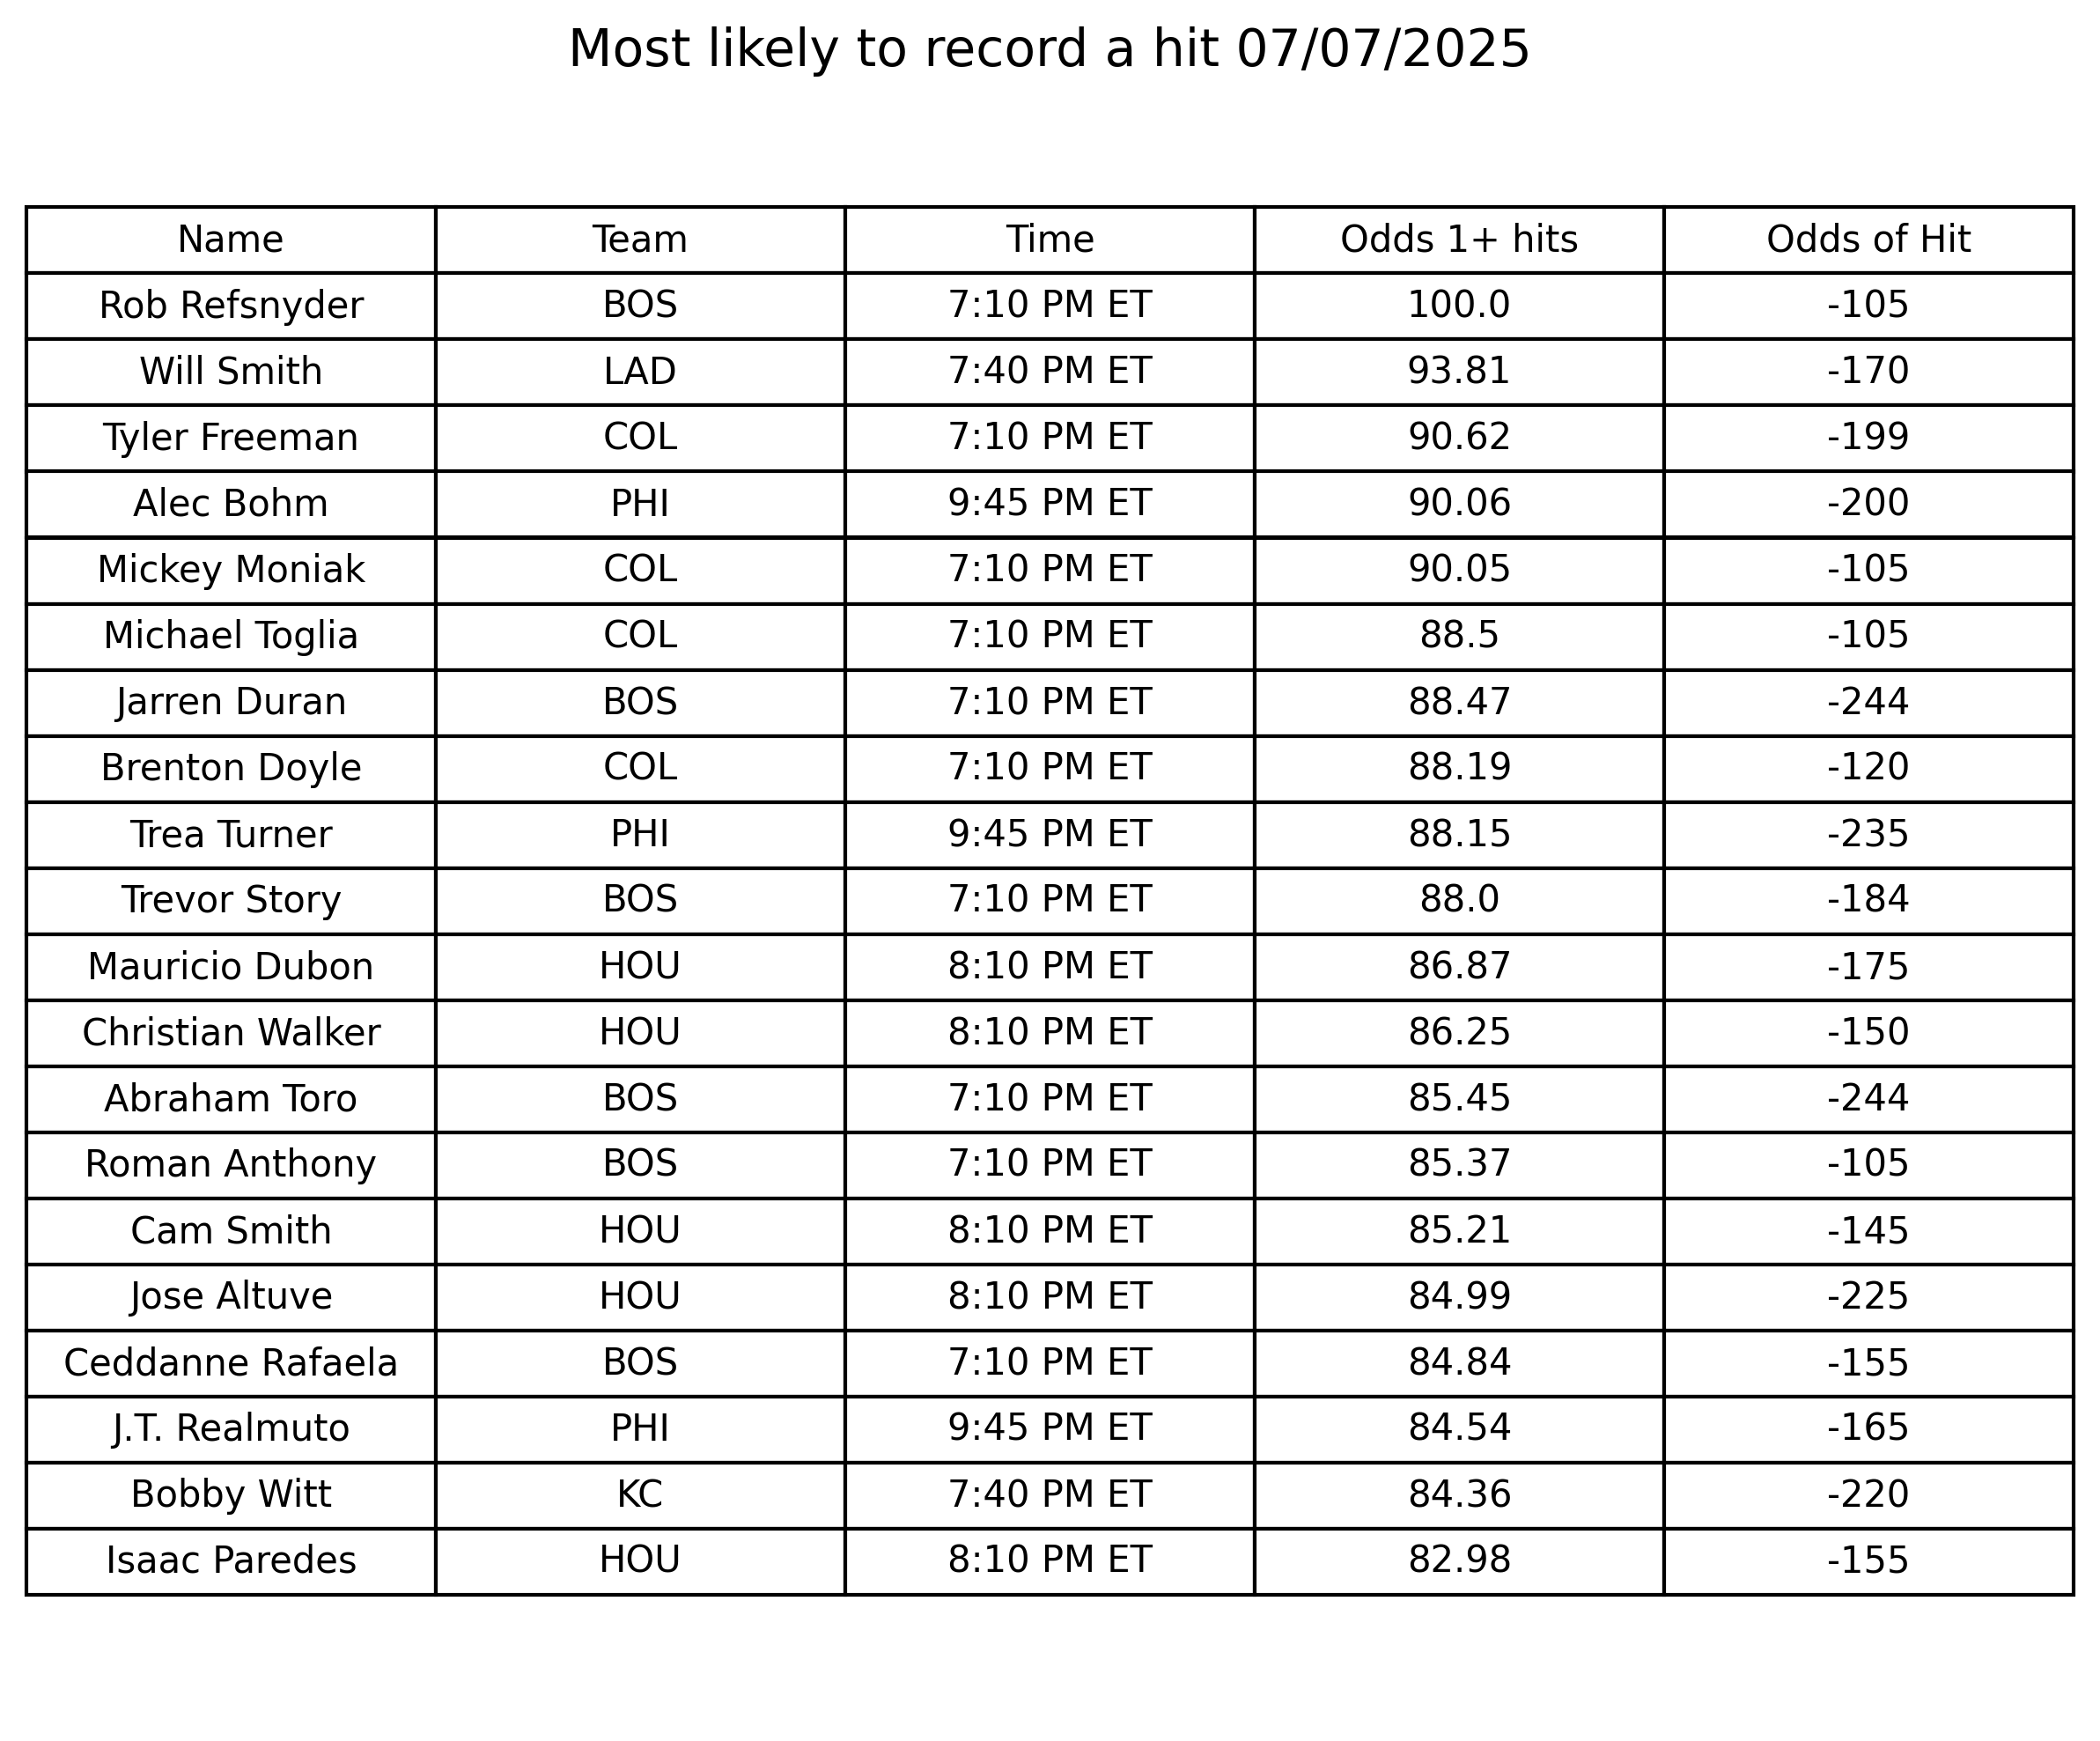 Most likely to record a hit 07/07/2025
Name Team Time Odds 1+ hits Odds of Hit
Rob Refsnyder BOS 7:10 PM ET 100.0 -105
Will Smith LAD 7:40 PM ET 93.81 -170
Tyler Freeman COL 7:10 PM ET 90.62 -199
Alec Bohm PHI 9:45 PM ET 90.06 -200
Mickey Moniak COL 7:10 PM ET 90.05 -105
Michael Toglia COL 7:10 PM ET 88.5 -105
Jarren Duran BOS 7:10 PM ET 88.47 -244
Brenton Doyle COL 7:10 PM ET 88.19 -120
Trea Turner PHI 9:45 PM ET 88.15 -235
Trevor Story BOS 7:10 PM ET 88.0 -184
Mauricio Dubon HOU 8:10 PM ET 86.87 -175
Christian Walker HOU 8:10 PM ET 86.25 -150
Abraham Toro BOS 7:10 PM ET 85.45 -244
Roman Anthony BOS 7:10 PM ET 85.37 -105
Cam Smith HOU 8:10 PM ET 85.21 -145
Jose Altuve HOU 8:10 PM ET 84.99 -225
Ceddanne Rafaela BOS 7:10 PM ET 84.84 -155
J.T. Realmuto PHI 9:45 PM ET 84.54 -165
Bobby Witt KC 7:40 PM ET 84.36 -220
Isaac Paredes HOU 8:10 PM ET 82.98 -155